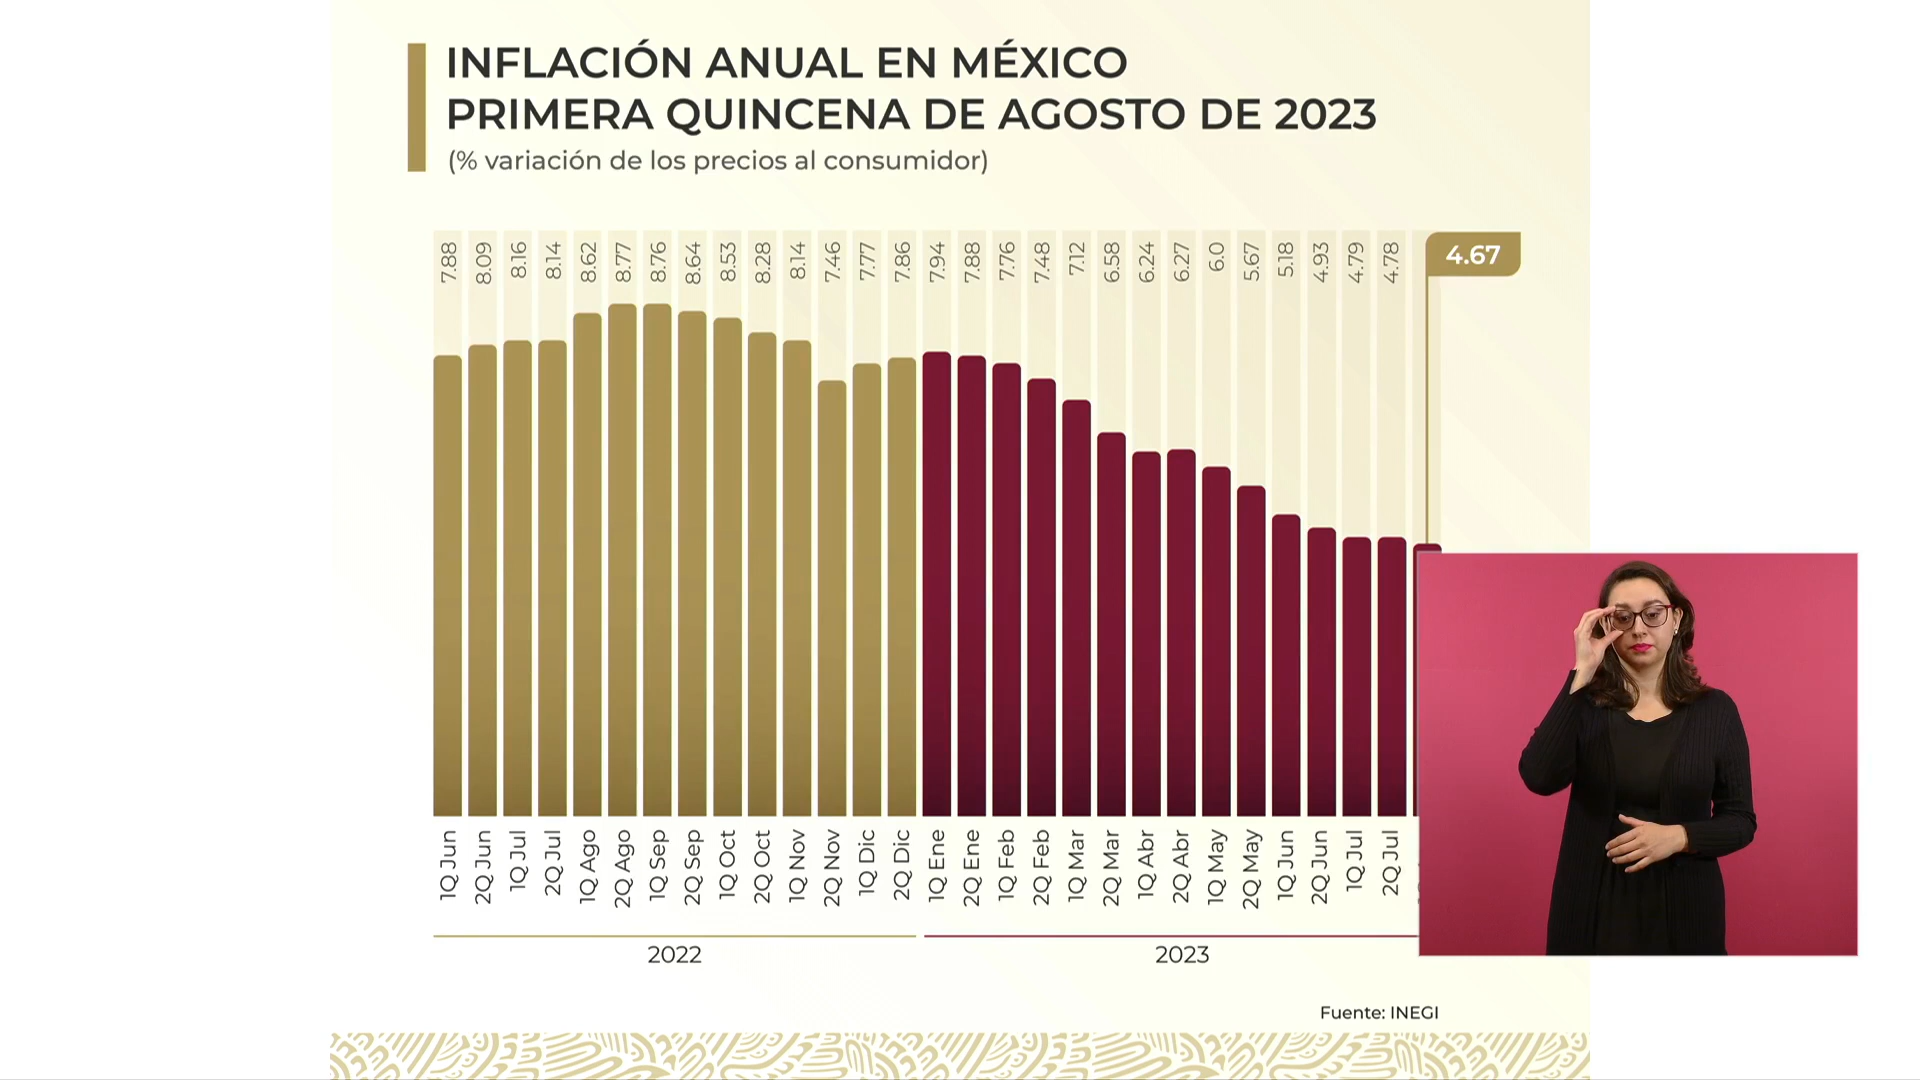 INFLACIÓN ANUAL EN MÉXICO
PRIMERA QUINCENA DE AGOSTO DE 2023
(% variación de los precios al consumidor)
7.88 8.09 8.16 8.14 8.62 8.77 8.76 8.64 8.53 8.28 8.14 7.46 7.77 7.86 7.94 7.88 7.76 7.48 7.12 6.58 6.24 6.27 6.0 5.67 5.18 4.93 4.79 4.78 4.67
1Q Jun 2Q Jun 1Q Jul 2Q Jul 1Q Ago 2Q Ago 1Q Sep 2Q Sep 1Q Oct 2Q Oct 1Q Nov 2Q Nov 1Q Dic 2Q Dic 1Q Ene 2Q Ene 1Q Feb 2Q Feb 1Q Mar 2Q Mar 1Q Abr 2Q Abr 1Q May 2Q May 1Q Jun 2Q Jun 1Q Jul 2Q Jul
2022 2023
Fuente: INEGI